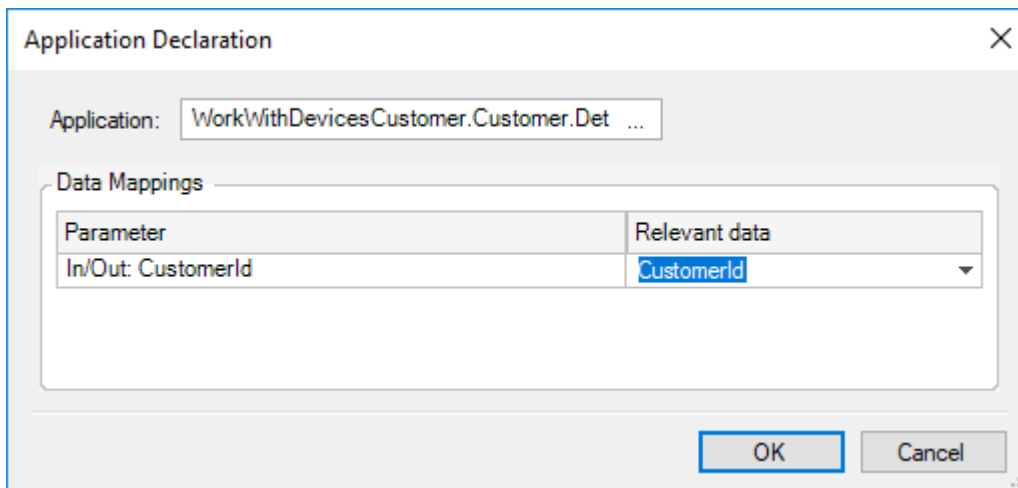 Application Declaration
Application: WorkWithDevicesCustomer.Customer.Det ...
Data Mappings
Parameter Relevant data
In/Out: CustomerId CustomerId
OK Cancel